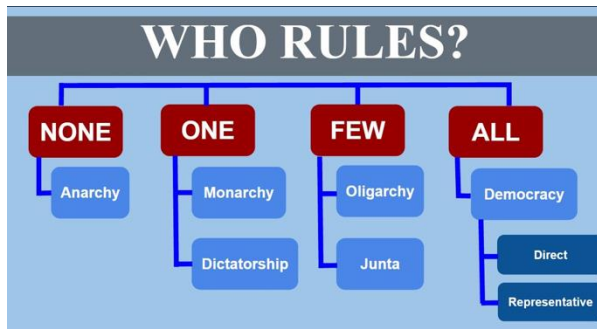 WHO RULES?
NONE
ONE
FEW
ALL
Anarchy
Monarchy
Oligarchy
Democracy
Dictatorship
Junta
Direct
Representative